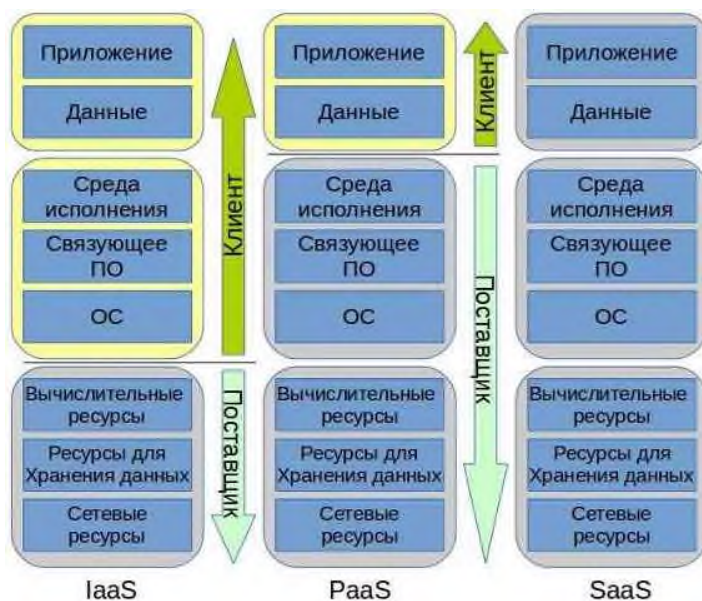 Приложение
Данные
Среда
исполнения
Связующее
ПО
ОС
Вычислительные
ресурсы
Ресурсы для
Хранения данных
Сетевые
ресурсы
IaaS
Клиент
Поставщик
Приложение
Данные
Среда
исполнения
Связующее
ПО
ОС
Вычислительные
ресурсы
Ресурсы для
Хранения данных
Сетевые
ресурсы
PaaS
Клиент
Поставщик
Приложение
Данные
Среда
исполнения
Связующее
ПО
ОС
Вычислительные
ресурсы
Ресурсы для
Хранения данных
Сетевые
ресурсы
SaaS